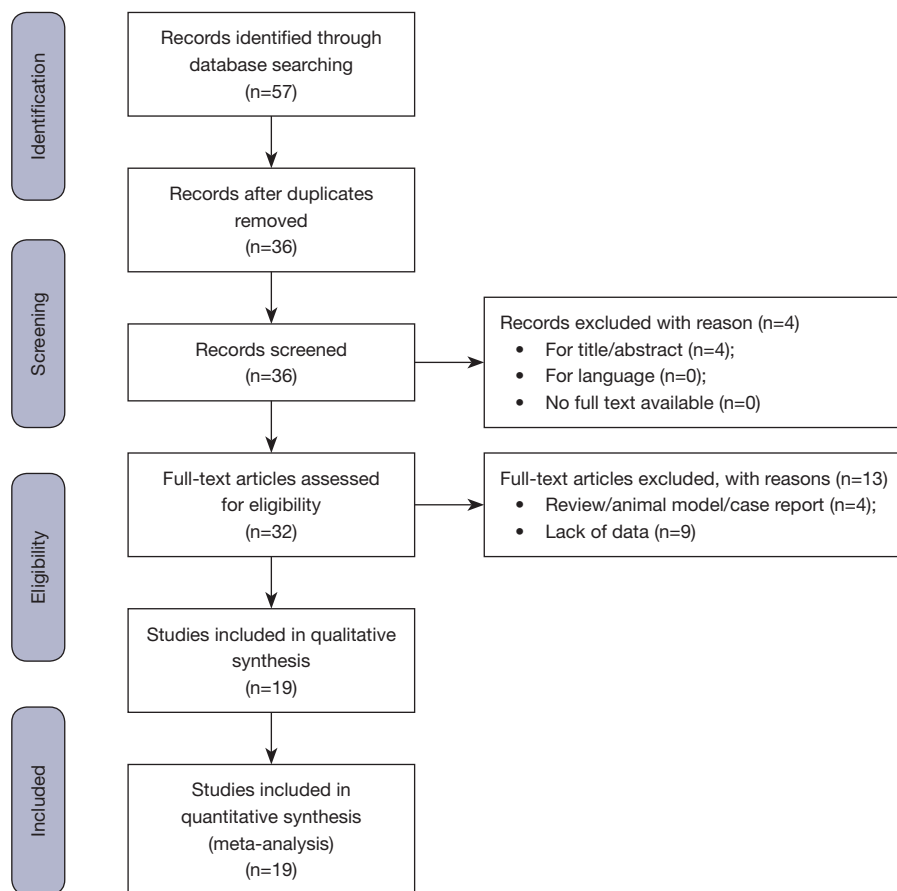 Identification
Records identified through
database searching
(n=57)
Records after duplicates
removed
(n=36)
Screening
Records screened
(n=36)
Records excluded with reason (n=4)
• For title/abstract (n=4);
• For language (n=0);
• No full text available (n=0)
Eligibility
Full-text articles assessed
for eligibility
(n=32)
Full-text articles excluded, with reasons (n=13)
• Review/animal model/case report (n=4);
• Lack of data (n=9)
Studies included in qualitative
synthesis
(n=19)
Included
Studies included in
quantitative synthesis
(meta-analysis)
(n=19)